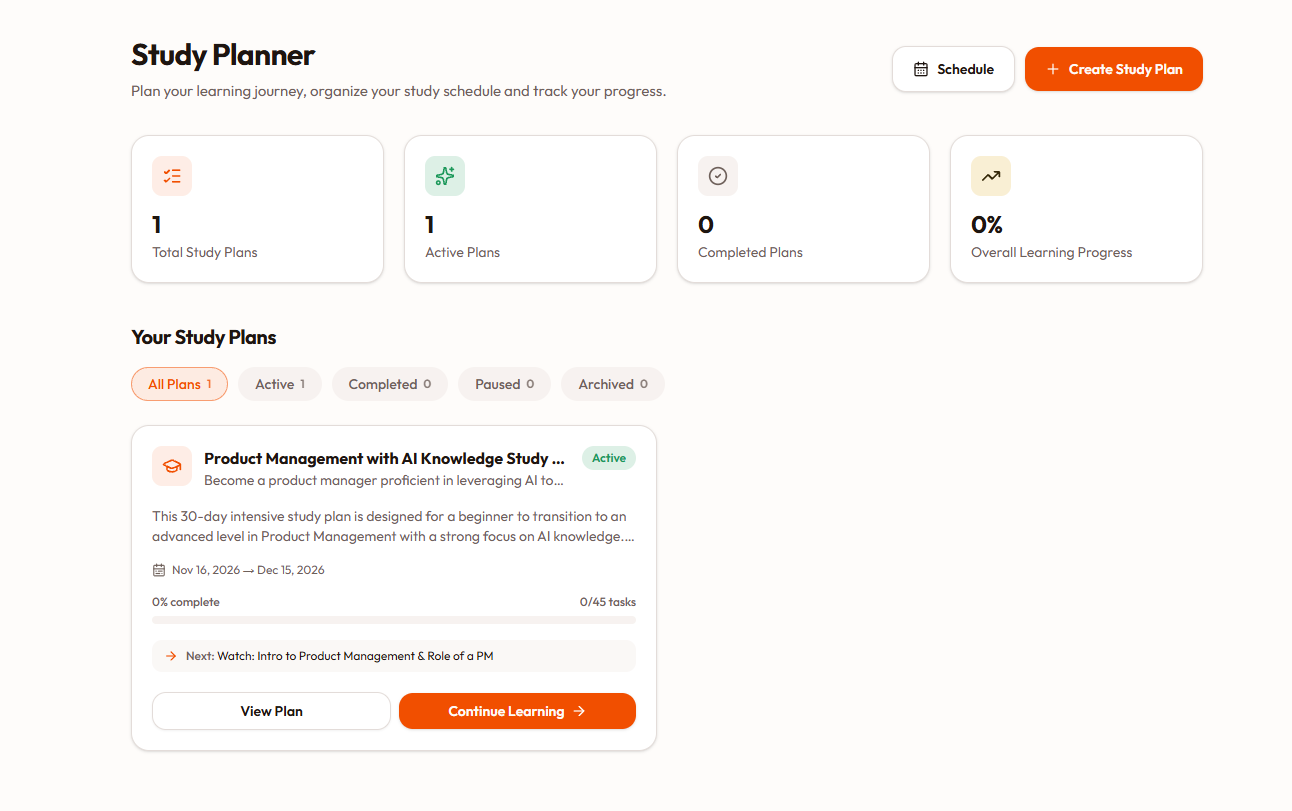 Study Planner
Plan your learning journey, organize your study schedule and track your progress.
Schedule
Create Study Plan
1
Total Study Plans
1
Active Plans
0
Completed Plans
0%
Overall Learning Progress
Your Study Plans
All Plans 1
Active 1
Completed 0
Paused 0
Archived 0
Product Management with AI Knowledge Study ...
Active
Become a product manager proficient in leveraging AI to...
This 30-day intensive study plan is designed for a beginner to transition to an
advanced level in Product Management with a strong focus on AI knowledge....
Nov 16, 2026 → Dec 15, 2026
0% complete
0/45 tasks
Next: Watch: Intro to Product Management & Role of a PM
View Plan
Continue Learning →